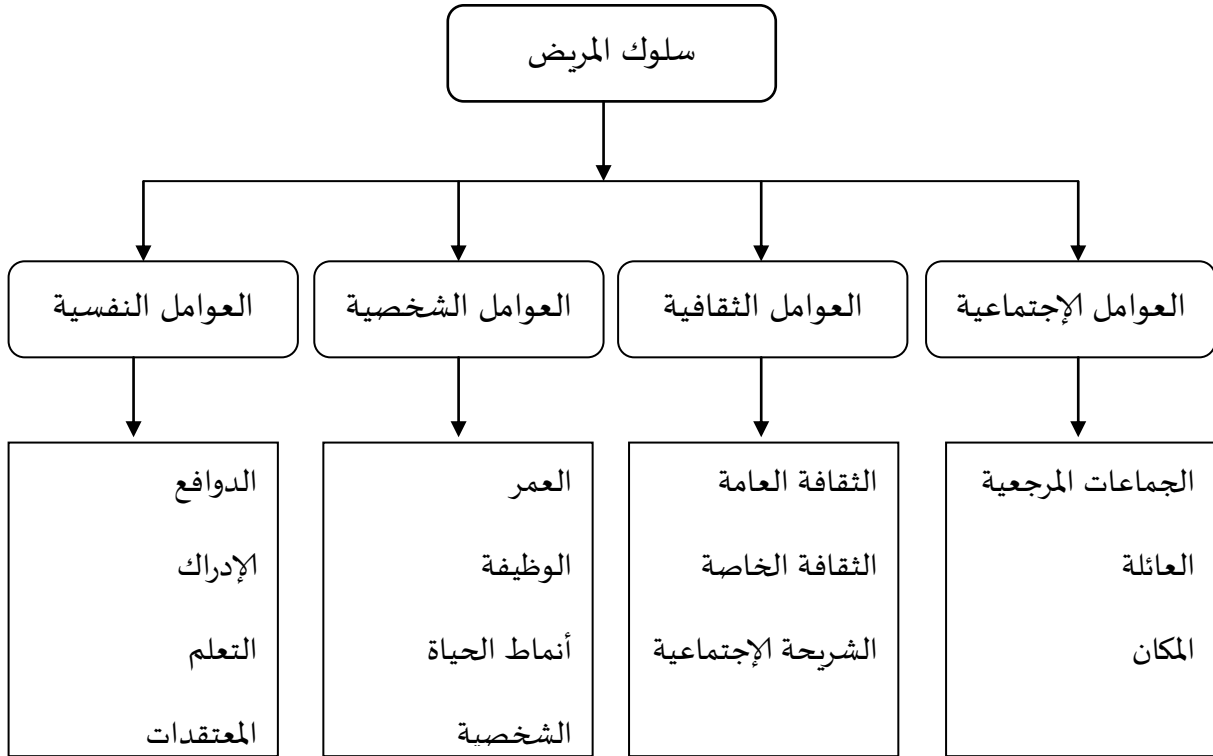 سلوك المريض
العوامل الإجتماعية
العوامل الثقافية
العوامل الشخصية
العوامل النفسية
الجماعات المرجعية
العائلة
المكان
الثقافة العامة
الثقافة الخاصة
الشريحة الإجتماعية
العمر
الوظيفة
أنماط الحياة
الشخصية
الدوافع
الإدراك
التعلم
المعتقدات